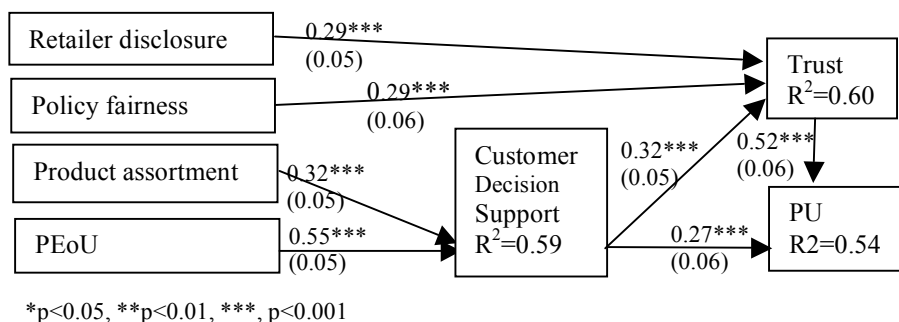 Retailer disclosure
0.29***
(0.05)
Trust
R²=0.60
Policy fairness
0.29***
(0.06)
Product assortment
0.32***
(0.05)
Customer
Decision
Support
R²=0.59
0.32***
(0.05)
0.52***
(0.06)
PEoU
0.55***
(0.05)
0.27***
(0.06)
PU
R2=0.54
*p<0.05, **p<0.01, ***, p<0.001